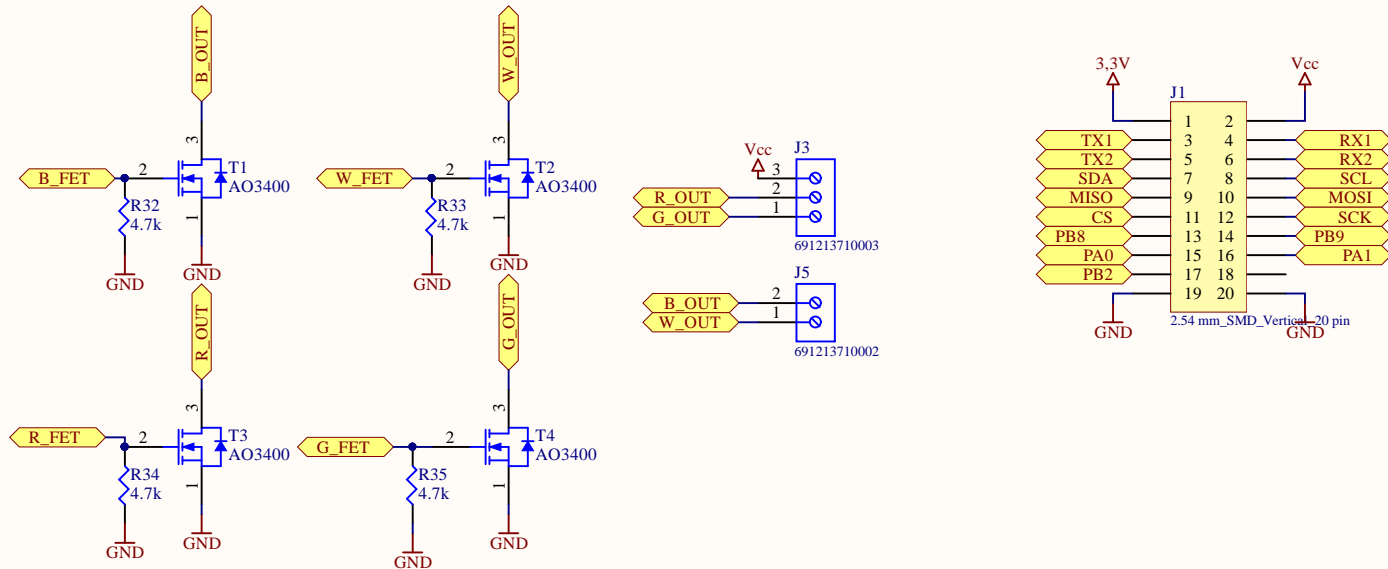 B_OUT
3
B_FET
2
T1
AO3400
R32
4.7k
1
GND
GND
W_OUT
3
W_FET
2
T2
AO3400
R33
4.7k
1
GND
GND
R_OUT
3
R_FET
2
T3
AO3400
R34
4.7k
1
GND
GND
G_OUT
3
G_FET
2
T4
AO3400
R35
4.7k
1
GND
GND
J3
Vcc
3
R_OUT 2
G_OUT 1
691213710003
J5
B_OUT 2
W_OUT 1
691213710002
3,3V Vcc
J1
1 2
TX1 3 4 RX1
TX2 5 6 RX2
SDA 7 8 SCL
MISO 9 10 MOSI
CS 11 12 SCK
PB8 13 14 PB9
PA0 15 16 PA1
PB2 17 18
19 20
GND GND
2.54 mm_SMD_Vertical_20 pin